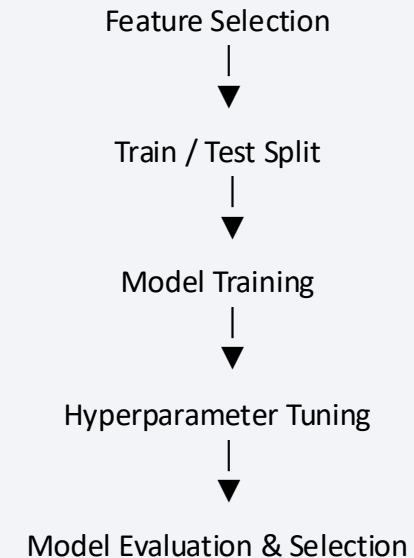 Feature Selection
Train / Test Split
Model Training
Hyperparameter Tuning
Model Evaluation & Selection